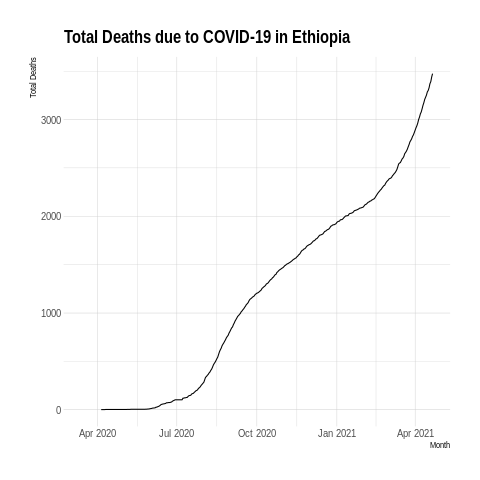 Total Deaths due to COVID-19 in Ethiopia
Total Deaths
3000
2000
1000
0
Apr 2020 Jul 2020 Oct 2020 Jan 2021 Apr 2021
Month